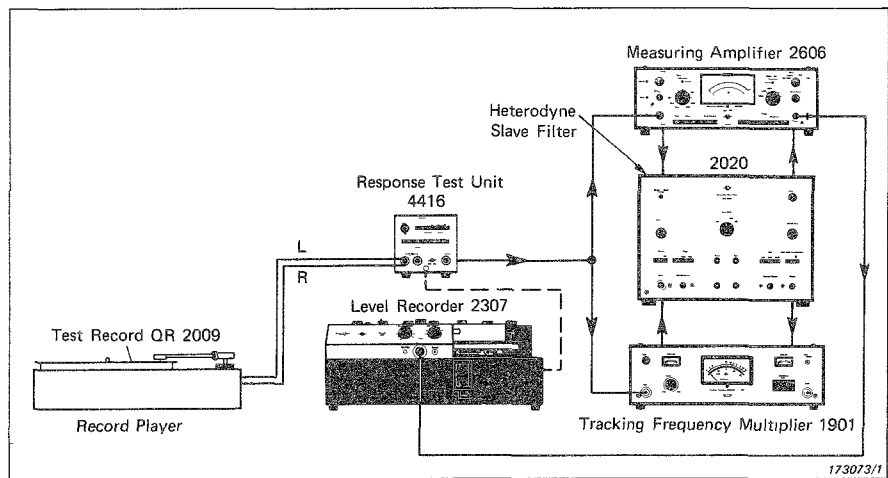 Measuring Amplifier 2606
Heterodyne
Slave Filter
2020
Response Test Unit
4416
L
R
Level Recorder 2307
Test Record QR 2009
Record Player
Tracking Frequency Multiplier 1901
173073/1